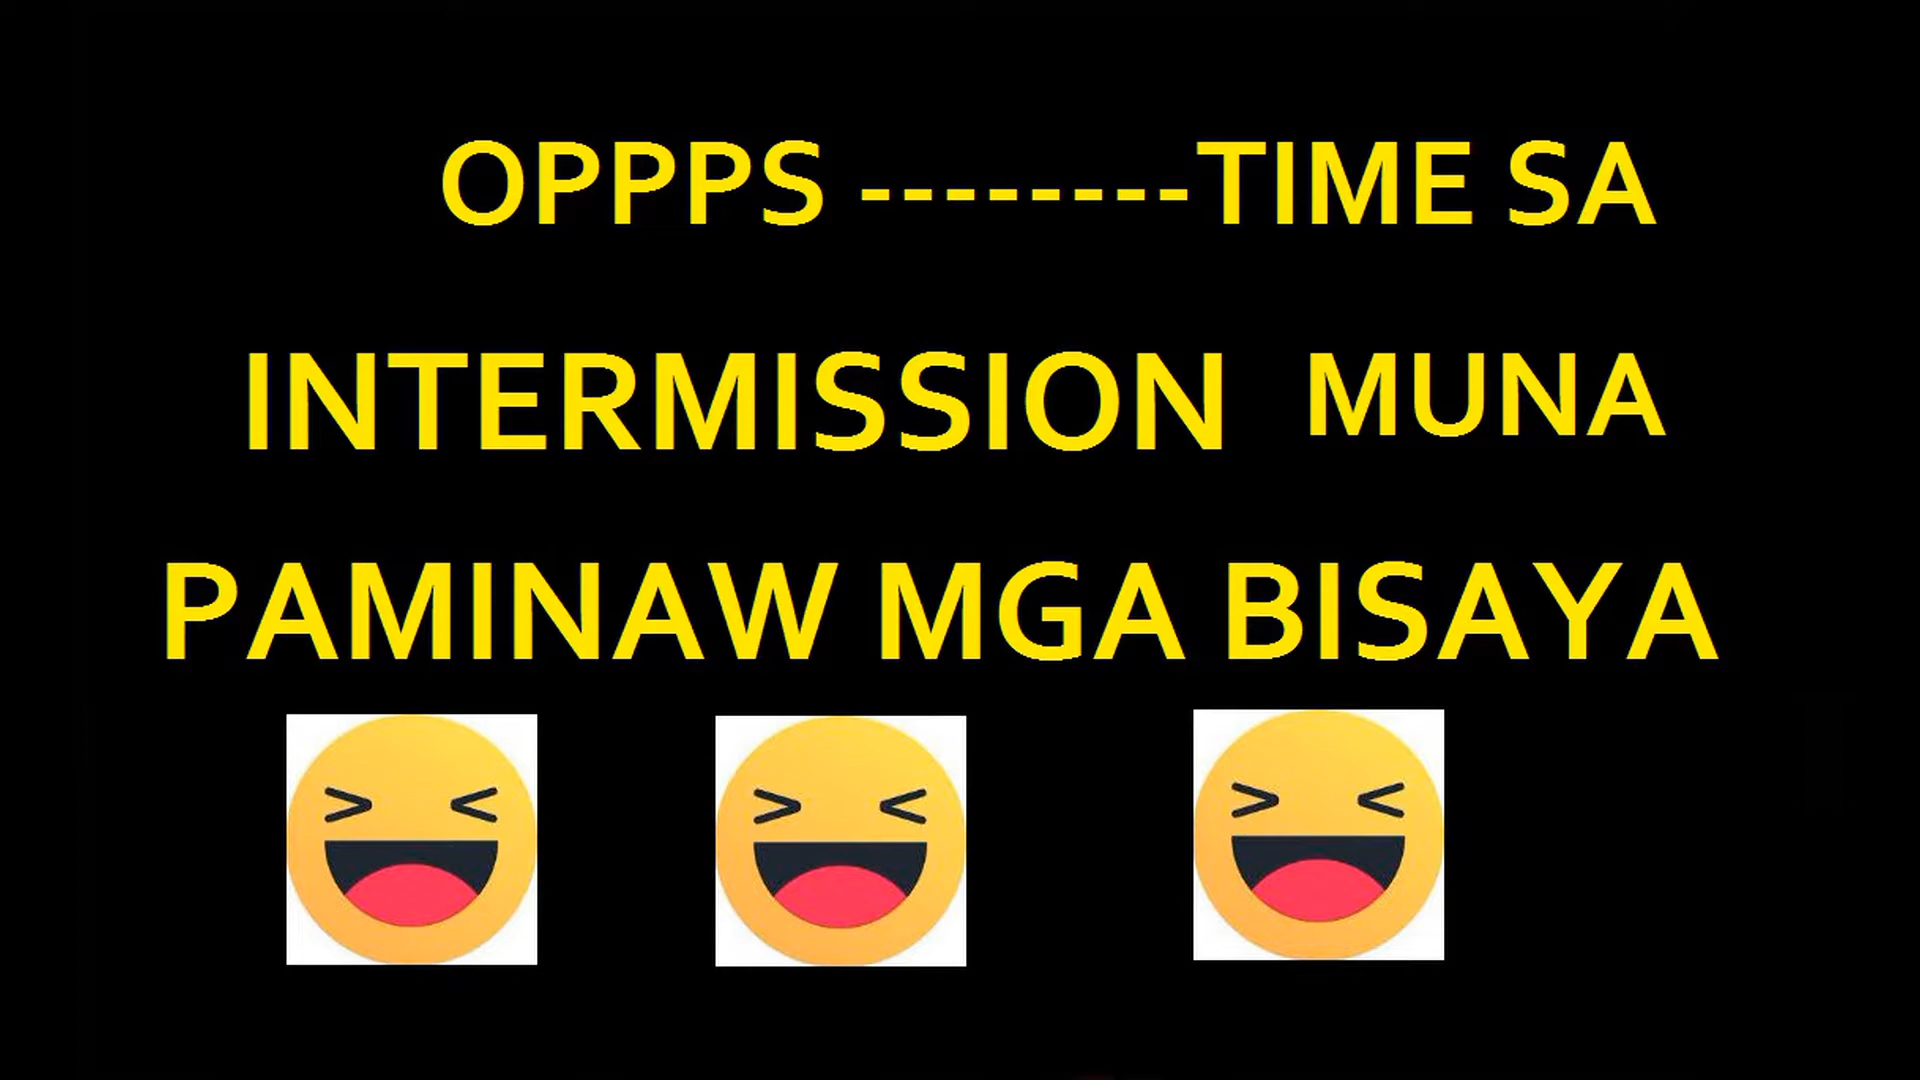 OPPPS --------TIME SA
INTERMISSION MUNA
PAMINAW MGA BISAYA